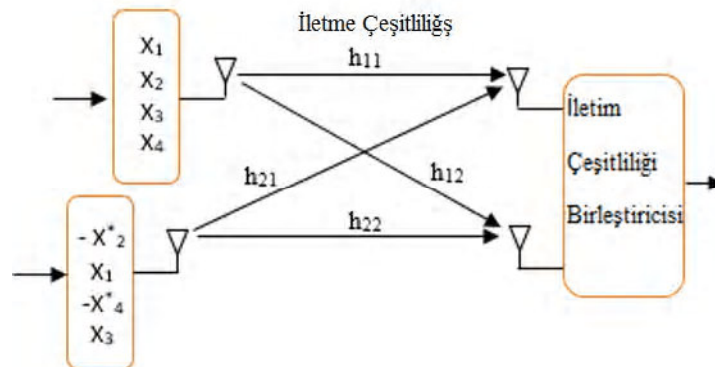 İletme Çeşitliliğş
X₁
X₂
X₃
X₄
h₁₁
h₂₁
h₁₂
h₂₂
- X*₂
X₁
-X*₄
X₃
İletim
Çeşitliliği
Birleştiricisi